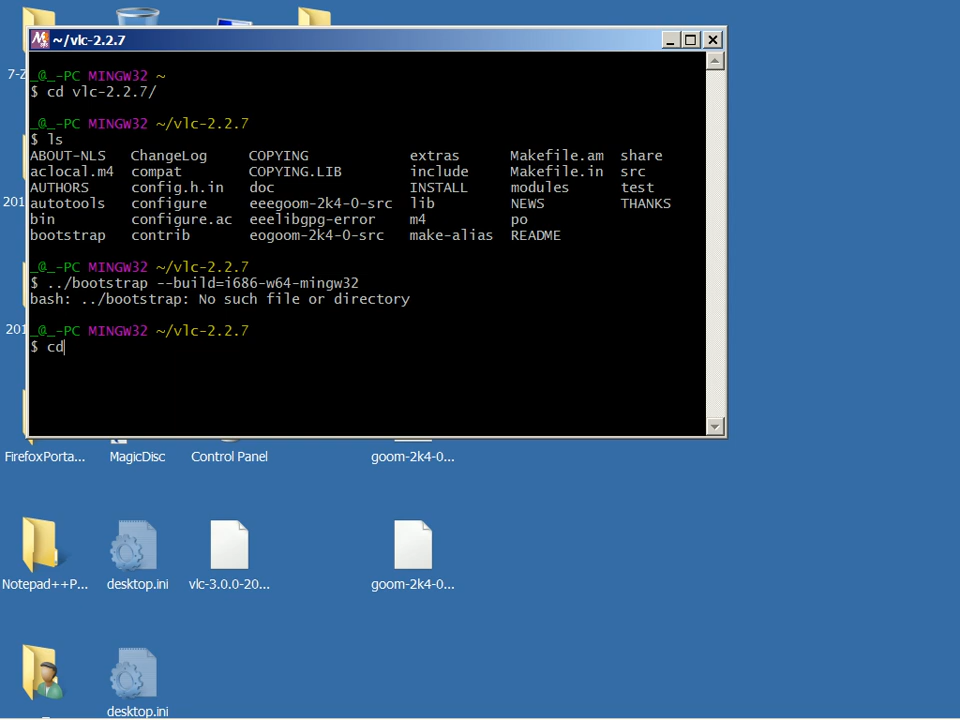 ~/vlc-2.2.7
_@_-PC MINGW32 ~
$ cd vlc-2.2.7/
_@_-PC MINGW32 ~/vlc-2.2.7
$ ls
ABOUT-NLS ChangeLog COPYING extras Makefile.am share
aclocal.m4 compat COPYING.LIB include Makefile.in src
AUTHORS config.h.in doc INSTALL modules test
autotools configure eeegoom-2k4-0-src lib NEWS THANKS
bin configure.ac eeelibgpg-error m4 po
bootstrap contrib eogoom-2k4-0-src make-alias README
_@_-PC MINGW32 ~/vlc-2.2.7
$ ../bootstrap --build=i686-w64-mingw32
bash: ../bootstrap: No such file or directory
_@_-PC MINGW32 ~/vlc-2.2.7
$ cd
7-Z
201
201
FirefoxPorta... MagicDisc Control Panel goom-2k4-0...
Notepad++P... desktop.ini vlc-3.0.0-20... goom-2k4-0...
desktop.ini